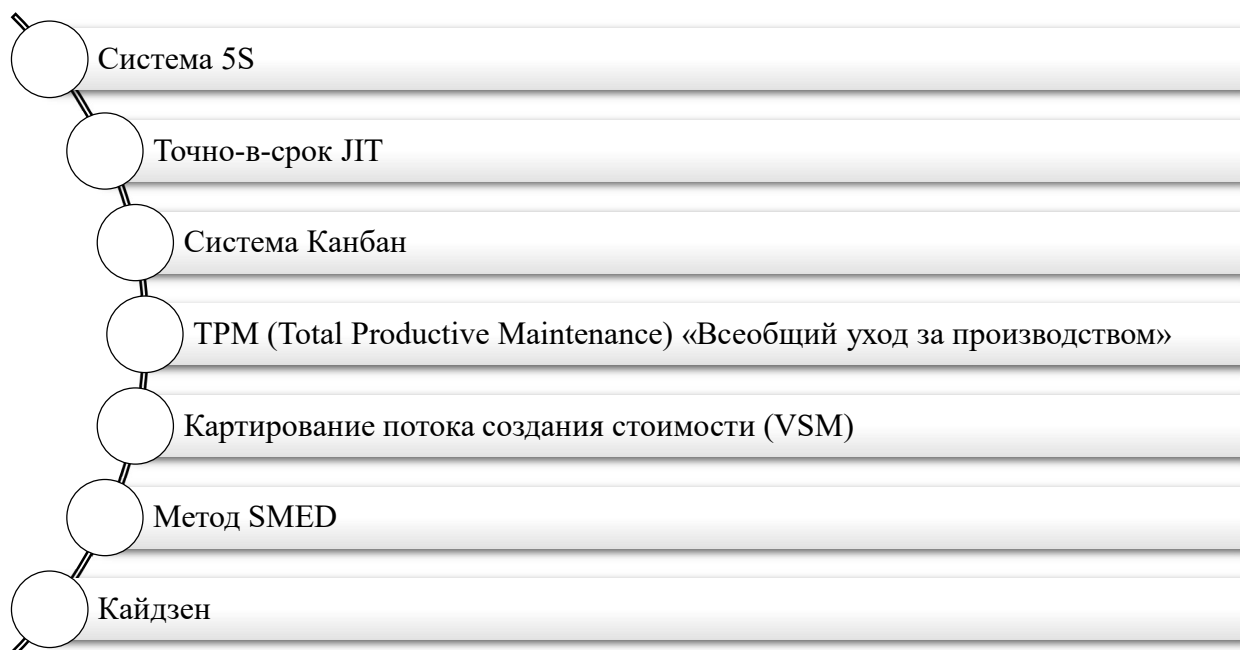 Система 5S
Точно-в-срок JIT
Система Канбан
TPM (Total Productive Maintenance) «Всеобщий уход за производством»
Картирование потока создания стоимости (VSM)
Метод SMED
Кайдзен